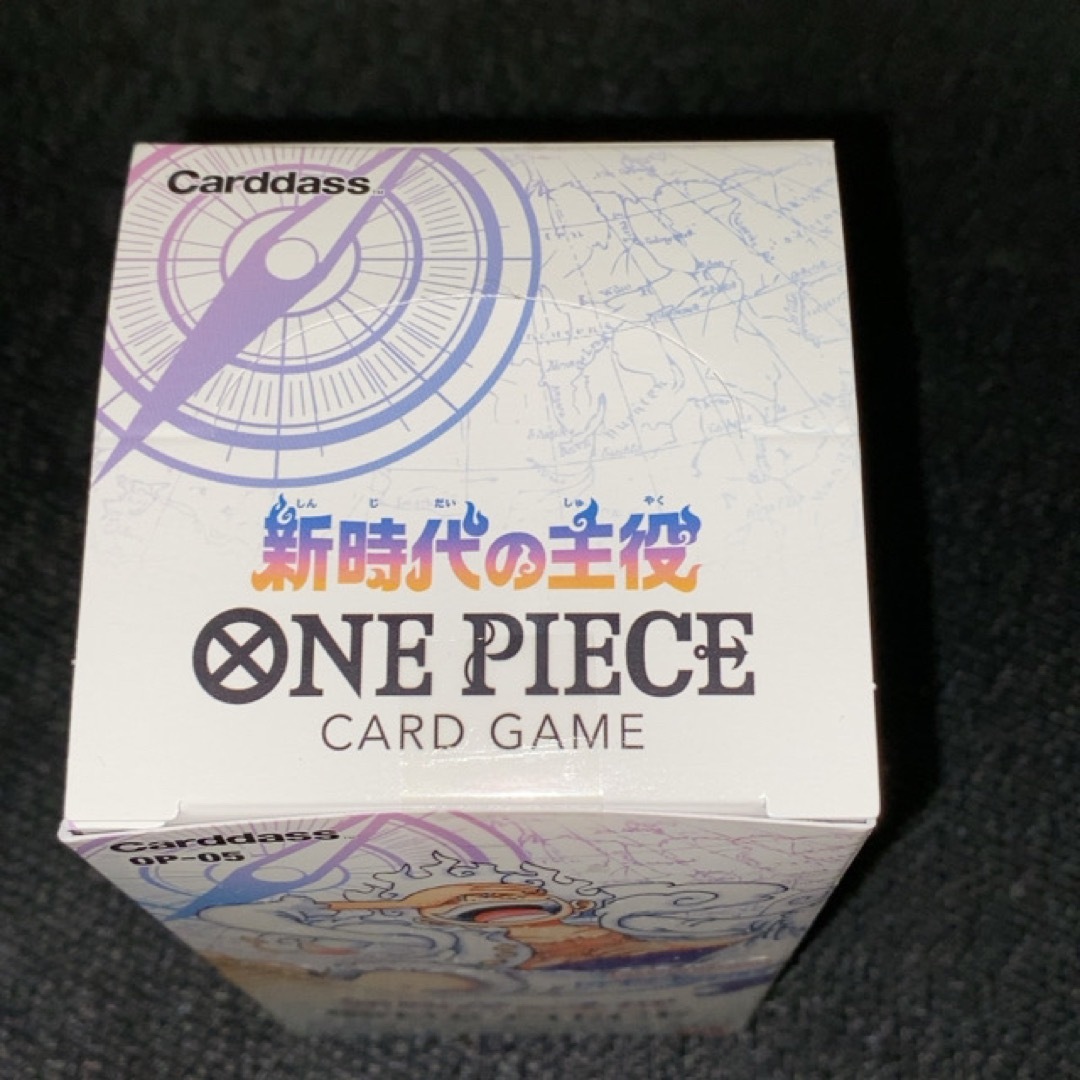 Carddass™
しん じ だい しゅ やく
新時代の主役
ONE PIECE
CARD GAME
Carddass
OP-05